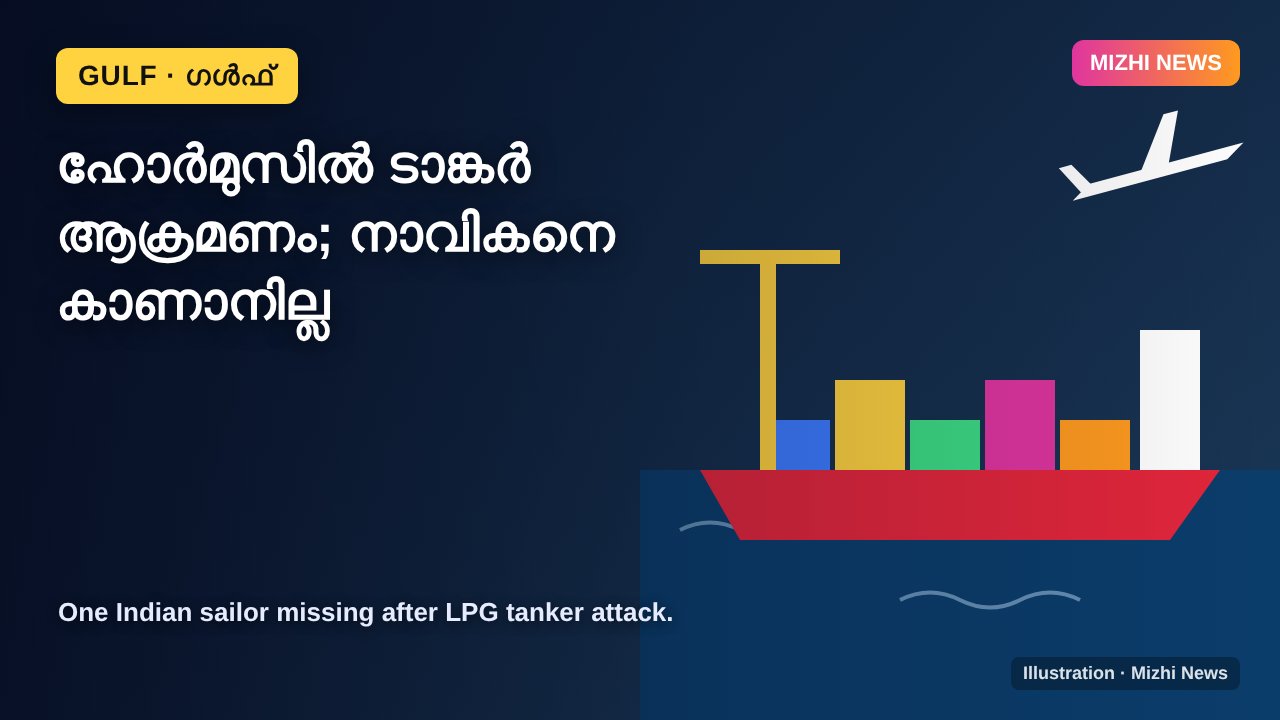 GULF · ഗൾഫ്
MIZHI NEWS
ഹോർമുസിൽ ടാങ്കർ
ആക്രമണം; നാവികനെ
കാണാനില്ല
One Indian sailor missing after LPG tanker attack.
Illustration · Mizhi News